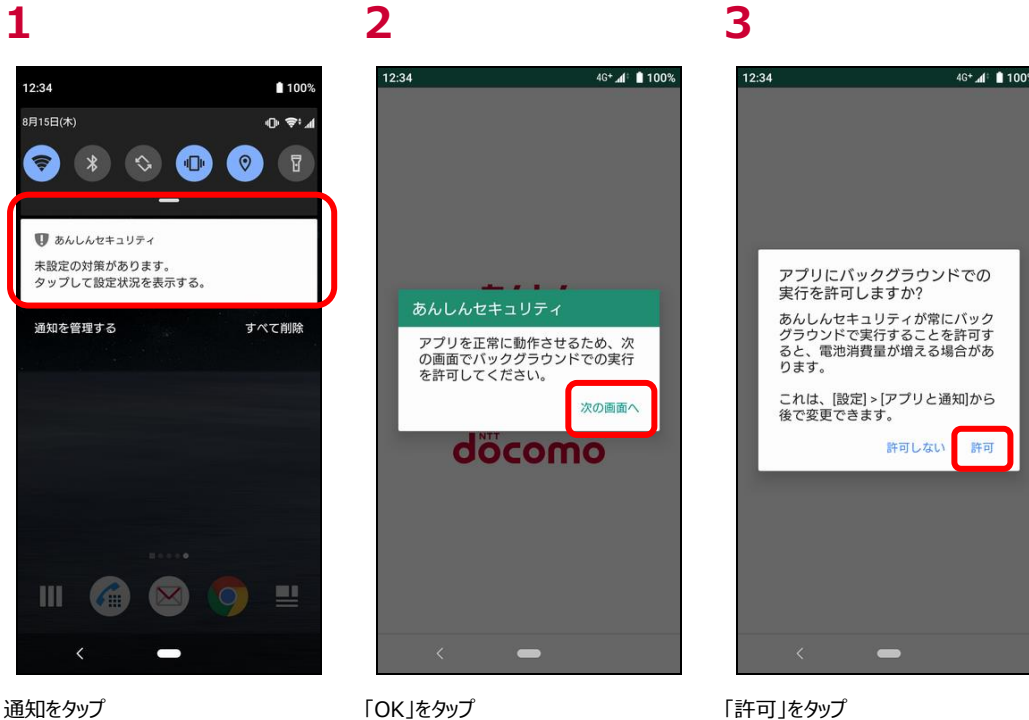 1
2
3
12:34
100%
8月15日(木)
あんしんセキュリティ
未設定の対策があります。
タップして設定状況を表示する。
通知を管理する
すべて削除
通知をタップ
12:34
4G+
100%
あんしんセキュリティ
アプリを正常に動作させるため、次
の画面でバックグラウンドでの実行
を許可してください。
次の画面へ
NTT
döcomo
「OK」をタップ
12:34
4G+
100%
アプリにバックグラウンドでの
実行を許可しますか?
あんしんセキュリティが常にバック
グラウンドで実行することを許可す
ると、電池消費量が増える場合があ
ります。
これは、[設定] > [アプリと通知]から
後で変更できます。
許可しない
許可
「許可」をタップ